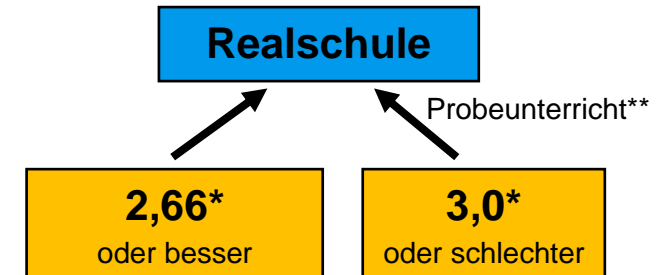 Realschule
Probeunterricht**
2,66*
oder besser
3,0*
oder schlechter